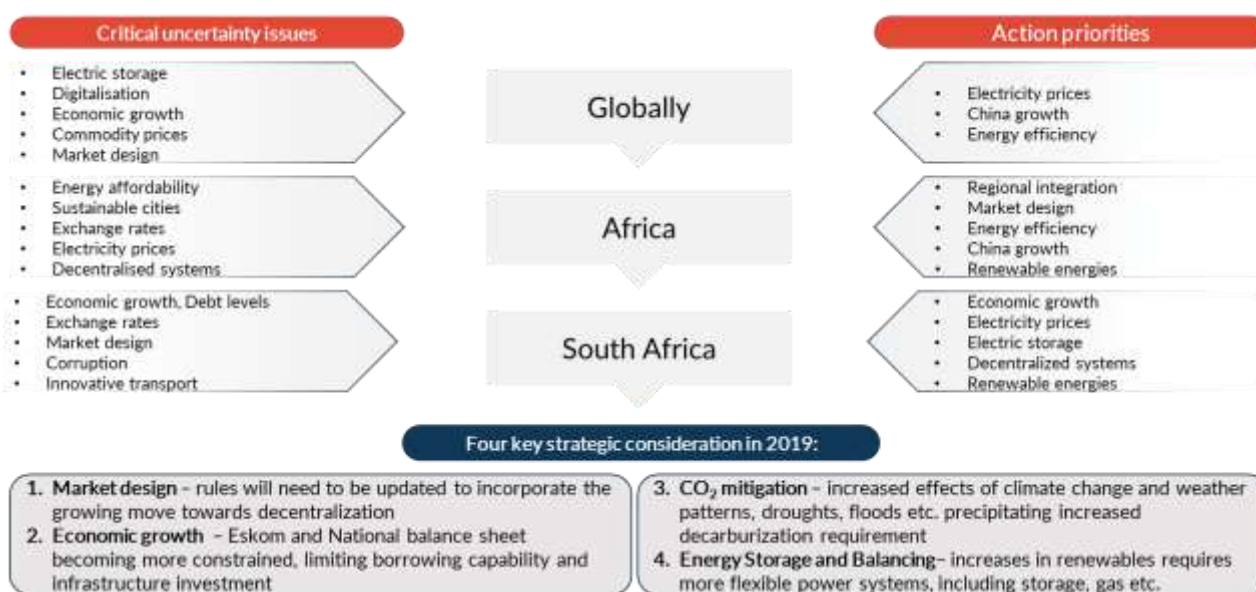 Critical uncertainty issues
Action priorities
• Electric storage
• Digitalisation
• Economic growth
• Commodity prices
• Market design
Globally
• Electricity prices
• China growth
• Energy efficiency
• Energy affordability
• Sustainable cities
• Exchange rates
• Electricity prices
• Decentralised systems
Africa
• Regional integration
• Market design
• Energy efficiency
• China growth
• Renewable energies
• Economic growth, Debt levels
• Exchange rates
• Market design
• Corruption
• Innovative transport
South Africa
• Economic growth
• Electricity prices
• Electric storage
• Decentralized systems
• Renewable energies
Four key strategic consideration in 2019:
1. Market design – rules will need to be updated to incorporate the
growing move towards decentralization
2. Economic growth – Eskom and National balance sheet
becoming more constrained, limiting borrowing capability and
infrastructure investment
3. CO₂ mitigation – increased effects of climate change and weather
patterns, droughts, floods etc. precipitating increased
decarburization requirement
4. Energy Storage and Balancing– increases in renewables requires
more flexible power systems, including storage, gas etc.